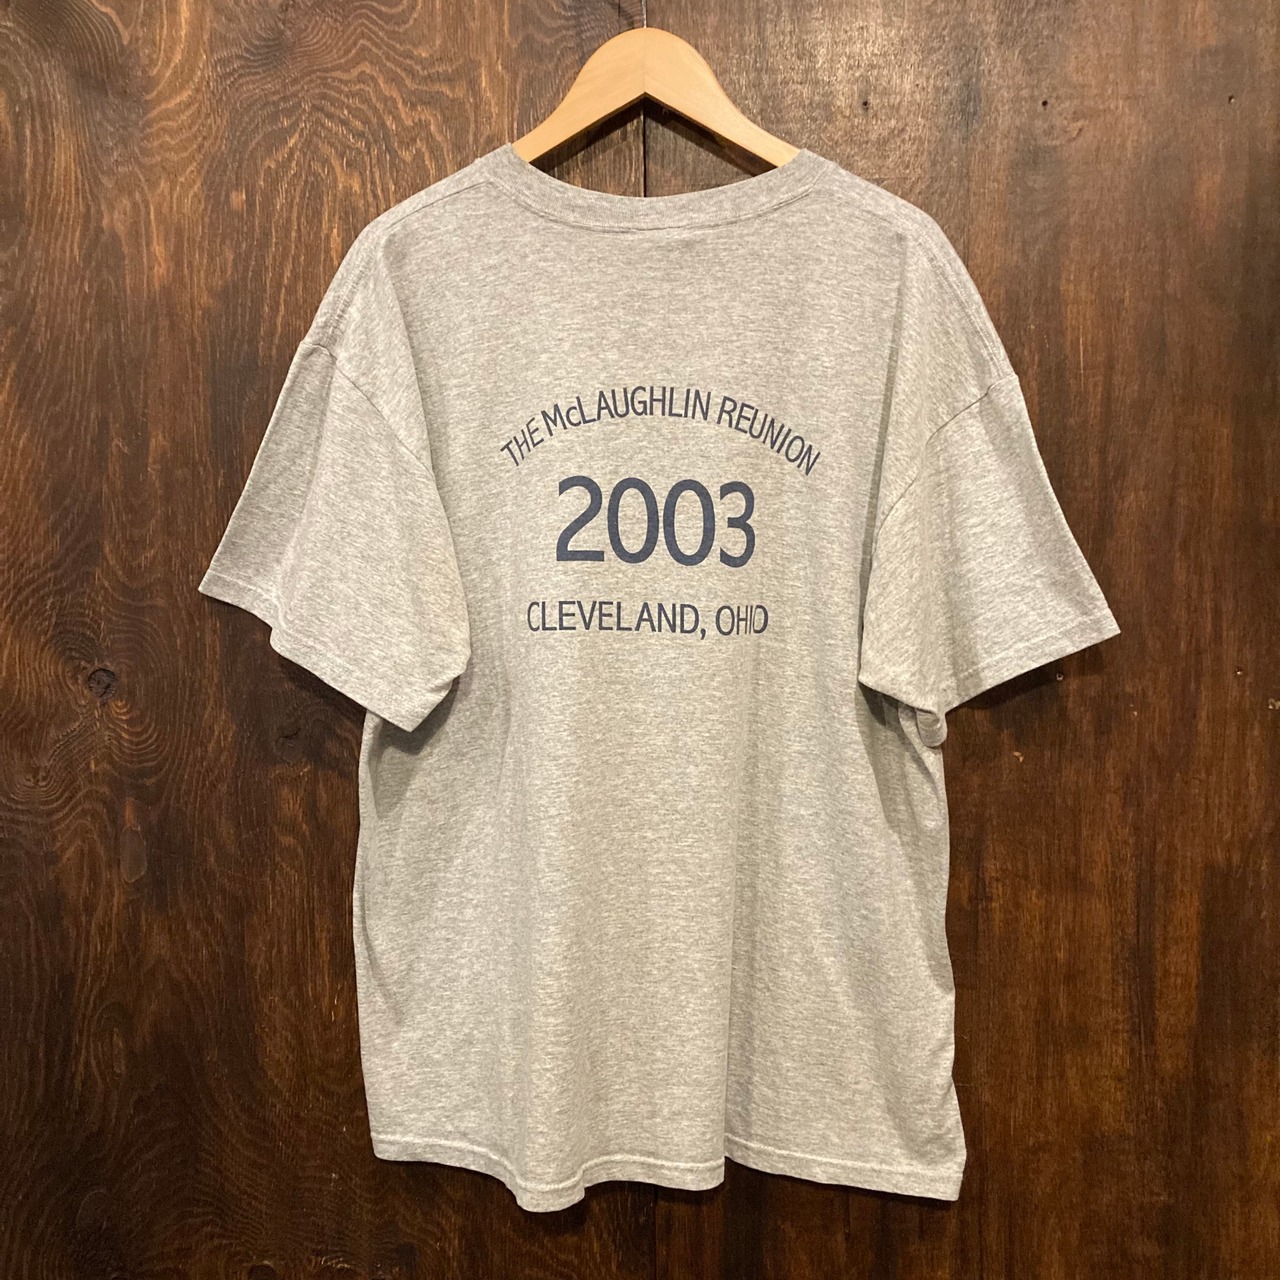 THE McLAUGHLIN REUNION
2003
CLEVELAND, OHIO